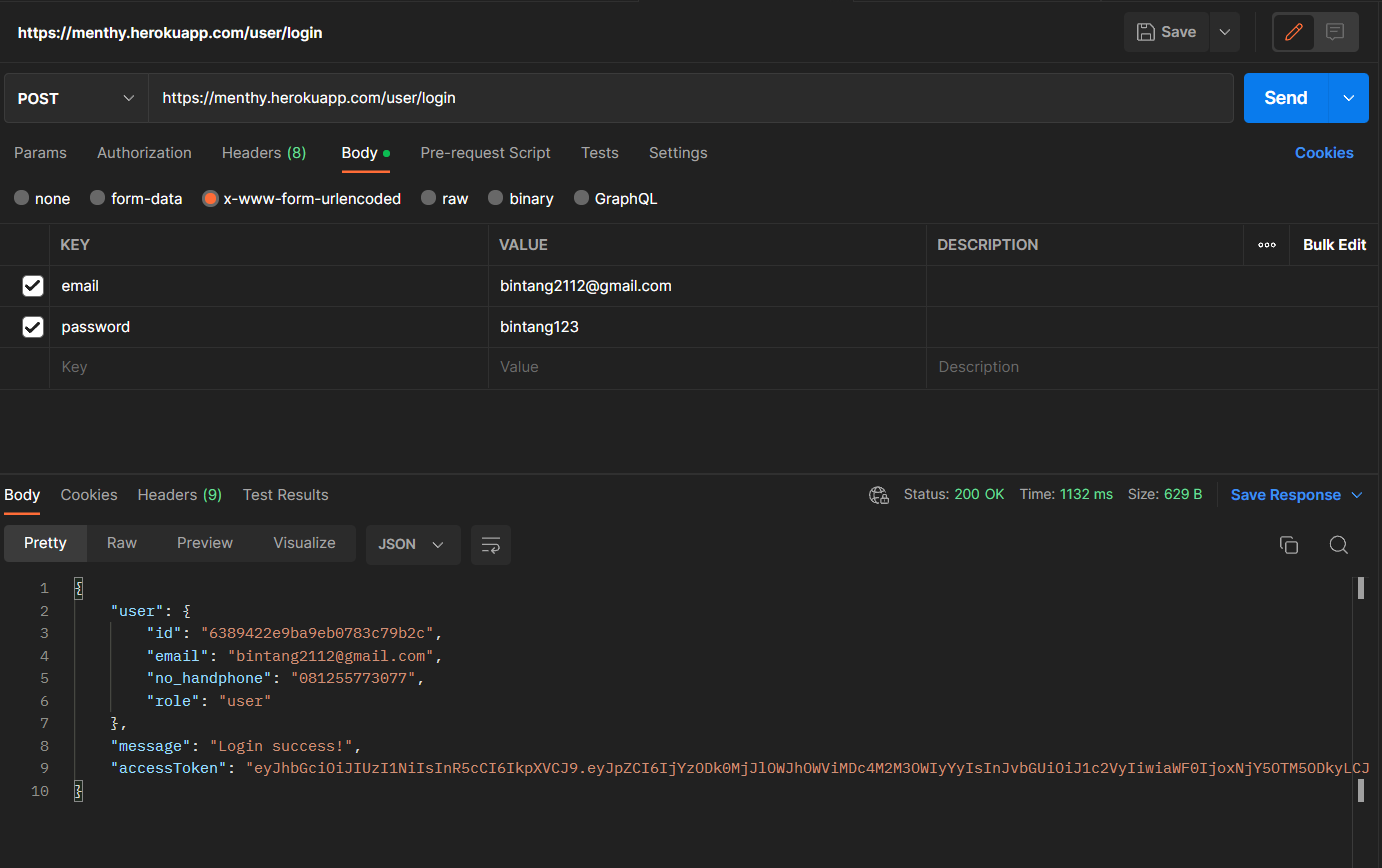 https://menthy.herokuapp.com/user/login Save
POST https://menthy.herokuapp.com/user/login Send
Params Authorization Headers (8) Body Pre-request Script Tests Settings Cookies
none form-data x-www-form-urlencoded raw binary GraphQL
KEY VALUE DESCRIPTION ooo Bulk Edit
email bintang2112@gmail.com
password bintang123
Key Value Description
Body Cookies Headers (9) Test Results Status: 200 OK Time: 1132 ms Size: 629 B Save Response
Pretty Raw Preview Visualize JSON
1 {
2 "user": {
3 "id": "6389422e9ba9eb0783c79b2c",
4 "email": "bintang2112@gmail.com",
5 "no_handphone": "081255773077",
6 "role": "user"
7 },
8 "message": "Login success!",
9 "accessToken": "eyJhbGciOiJIUzI1NiIsInR5cCI6IkpXVCJ9.eyJpZCI6IjYzODk0MjJlOWJhOWViMDc4M2M3OWIyYyIsInJvbGUiOiJ1c2VyIiwiaWF0IjoxNjY5OTM5ODkyLCJ
10 }